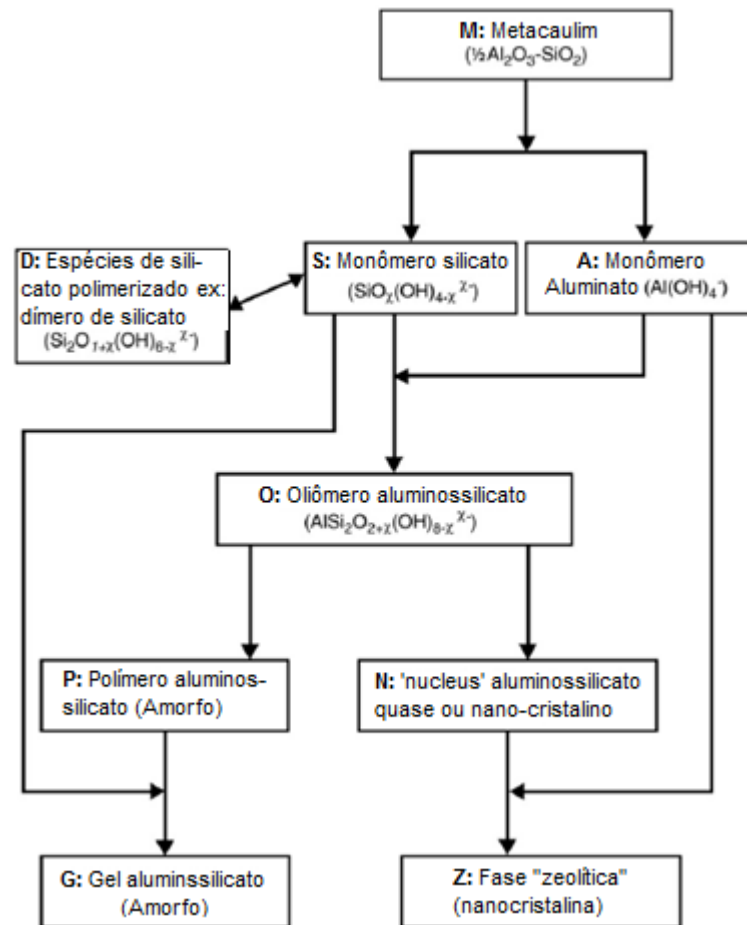 M: Metacaulim
(½Al₂O₃-SiO₂)
D: Espécies de sili-
cato polimerizado ex:
dímero de silicato
(Si₂O₁₊χ(OH)₆₋χ^χ-)
S: Monômero silicato
(SiOχ(OH)₄₋χ^χ-)
A: Monômero
Aluminato (Al(OH)₄⁻)
O: Oliômero aluminossilicato
(AlSi₂O₂₊χ(OH)₈₋χ^χ-)
P: Polímero aluminos-
silicato (Amorfo)
N: 'nucleus' aluminossilicato
quase ou nano-cristalino
G: Gel aluminssilicato
(Amorfo)
Z: Fase "zeolítica"
(nanocristalina)